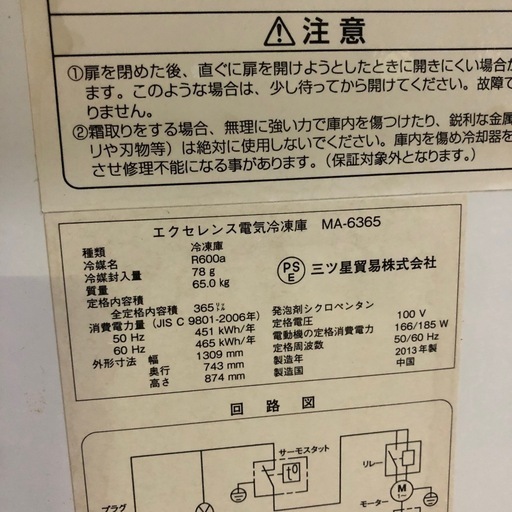 注意
①扉を閉めた後、直ぐに扉を開けようとしたときに開きにくい場合が
ます。このような場合は、少し待ってから開けてください。故障で
りません。
②霜取りをする場合、無理に強い力で庫内を傷つけたり、鋭利な金属
リや刃物等）は絶対に使用しないでください。庫内を傷め冷却器を
させ修理不能になる事があります。（保証対象外となります。）
エクセレンス電気冷凍庫 MA-6365
種類 冷凍庫
冷媒名 R600a
冷媒封入量 78 g
質量 65.0 kg
定格内容積
全定格内容積 365 リットル
消費電力量（JIS C 9801-2006年）
50 Hz 451 kWh/年
60 Hz 465 kWh/年
外形寸法 幅 1309 mm
奥行 743 mm
高さ 874 mm
PSE 三ツ星貿易株式会社
発泡剤シクロペンタン
定格電圧 100 V
電動機の定格消費電力 166/185 W
定格周波数 50/60 Hz
製造年 2013年製
製造国 中国
回路図
サーモスタット
t0
リレー
プラグ
モーター
M
1~